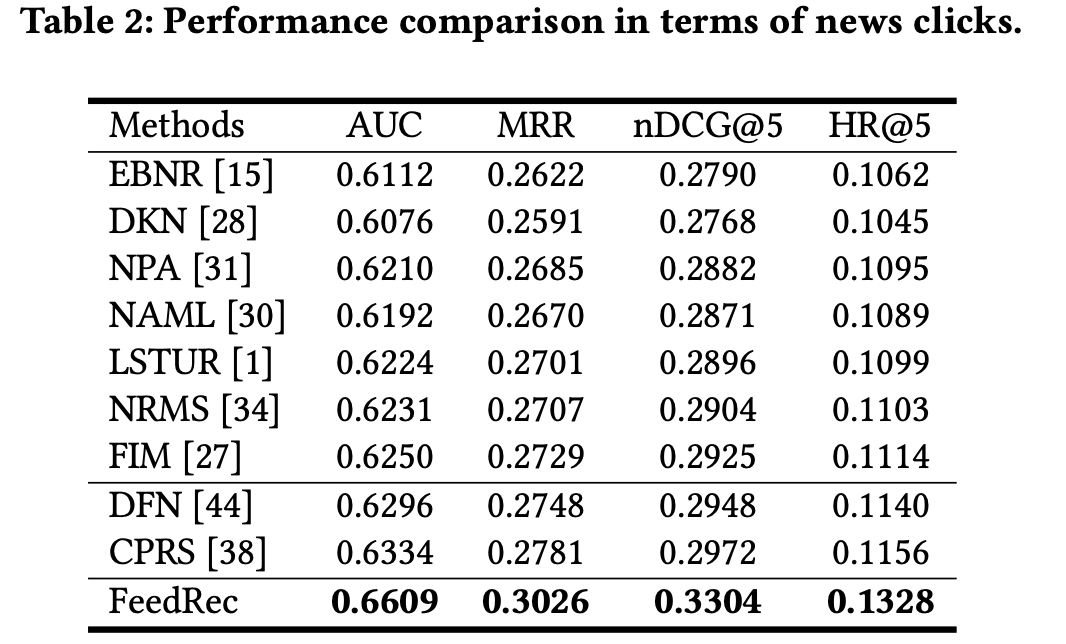 Table 2: Performance comparison in terms of news clicks.
Methods AUC MRR nDCG@5 HR@5
EBNR [15] 0.6112 0.2622 0.2790 0.1062
DKN [28] 0.6076 0.2591 0.2768 0.1045
NPA [31] 0.6210 0.2685 0.2882 0.1095
NAML [30] 0.6192 0.2670 0.2871 0.1089
LSTUR [1] 0.6224 0.2701 0.2896 0.1099
NRMS [34] 0.6231 0.2707 0.2904 0.1103
FIM [27] 0.6250 0.2729 0.2925 0.1114
DFN [44] 0.6296 0.2748 0.2948 0.1140
CPRS [38] 0.6334 0.2781 0.2972 0.1156
FeedRec 0.6609 0.3026 0.3304 0.1328